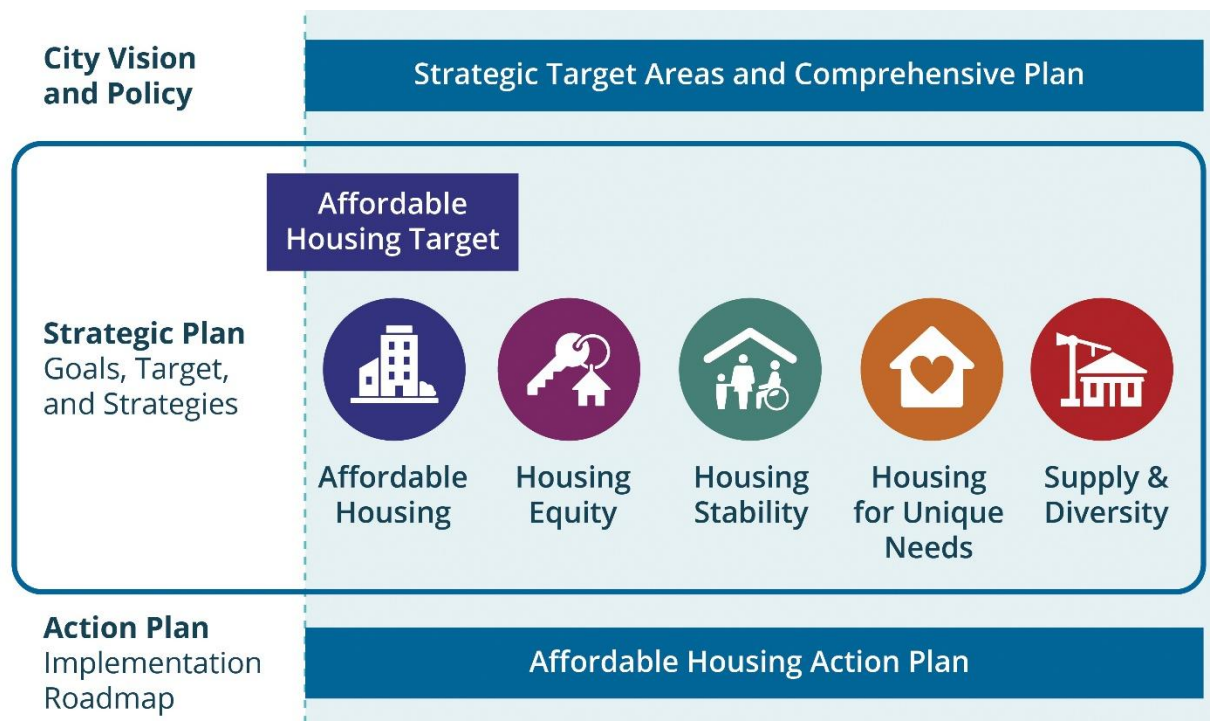 City Vision
and Policy
Strategic Target Areas and Comprehensive Plan
Affordable
Housing Target
Strategic Plan
Goals, Target,
and Strategies
Affordable
Housing
Housing
Equity
Housing
Stability
Housing
for Unique
Needs
Supply &
Diversity
Action Plan
Implementation
Roadmap
Affordable Housing Action Plan